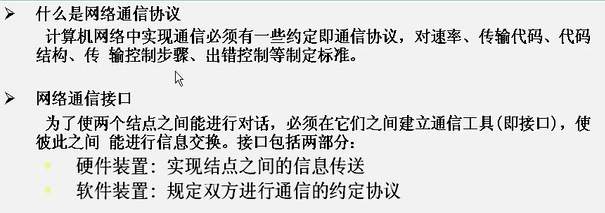 什么是网络通信协议
计算机网络中实现通信必须有一些约定即通信协议，对速率、传输代码、代码
结构、传 输控制步骤、出错控制等制定标准。
网络通信接口
为了使两个结点之间能进行对话，必须在它们之间建立通信工具(即接口)，使
彼此之间 能进行信息交换。接口包括两部分：
硬件装置：实现结点之间的信息传送
软件装置：规定双方进行通信的约定协议